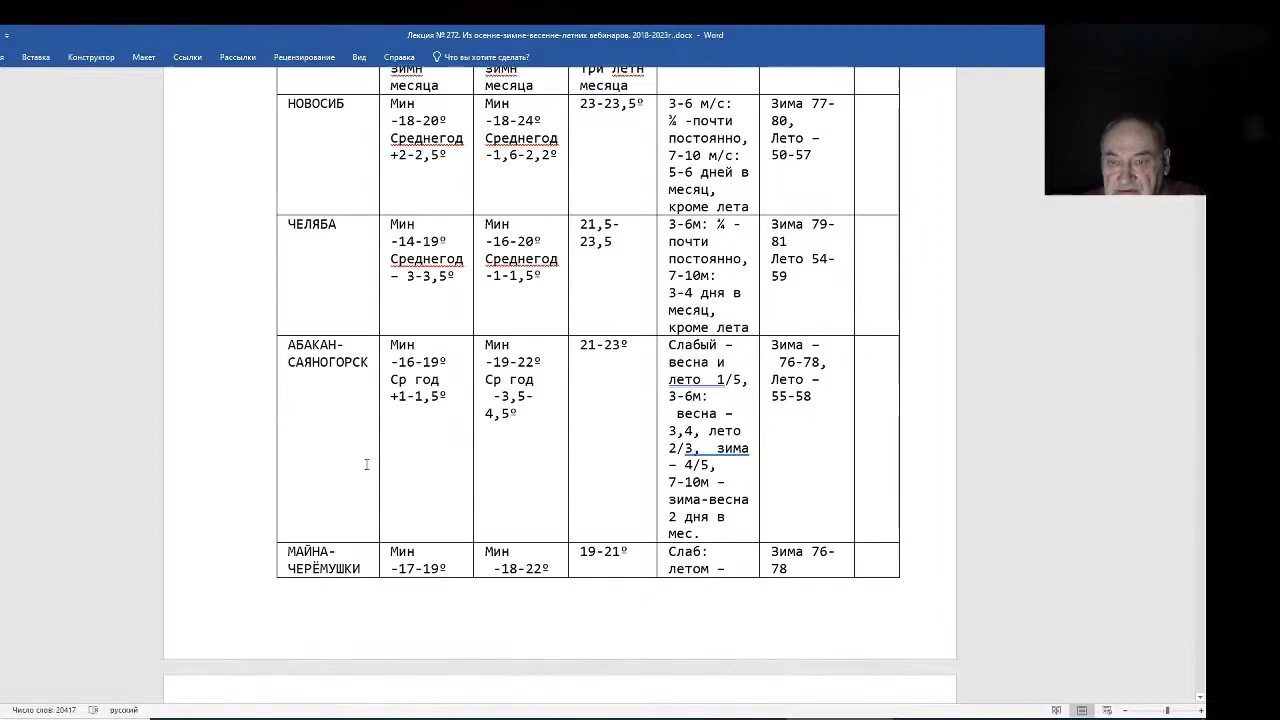 Лекция № 272. Из осенне-зимне-весенне-летних вебинаров. 2018-2023г..docx - Word
Вставка Конструктор Макет Ссылки Рассылки Рецензирование Вид Справка Что вы хотите сделать?
зимн зимн три летн
месяца месяца месяца
НОВОСИБ Мин Мин 23-23,5º 3-6 м/с: Зима 77-
-18-20º -18-24º ¾ -почти 80,
Среднегод Среднегод постоянно, Лето –
+2-2,5º -1,6-2,2º 7-10 м/с: 50-57
5-6 дней в
месяц,
кроме лета
ЧЕЛЯБА Мин Мин 21,5- 3-6м: ¾ - Зима 79-
-14-19º -16-20º 23,5 почти 81
Среднегод Среднегод постоянно, Лето 54-
– 3-3,5º -1-1,5º 7-10м: 59
3-4 дня в
месяц,
кроме лета
АБАКАН- Мин Мин 21-23º Слабый – Зима –
САЯНОГОРСК -16-19º -19-22º весна и 76-78,
Ср год Ср год лето 1/5, Лето –
+1-1,5º -3,5- 3-6м: 55-58
4,5º весна –
3,4, лето
2/3, зима
– 4/5,
7-10м –
зима-весна
2 дня в
мес.
МАЙНА- Мин Мин 19-21º Слаб: Зима 76-
ЧЕРЁМУШКИ -17-19º -18-22º летом – 78
Число слов: 20417 русский